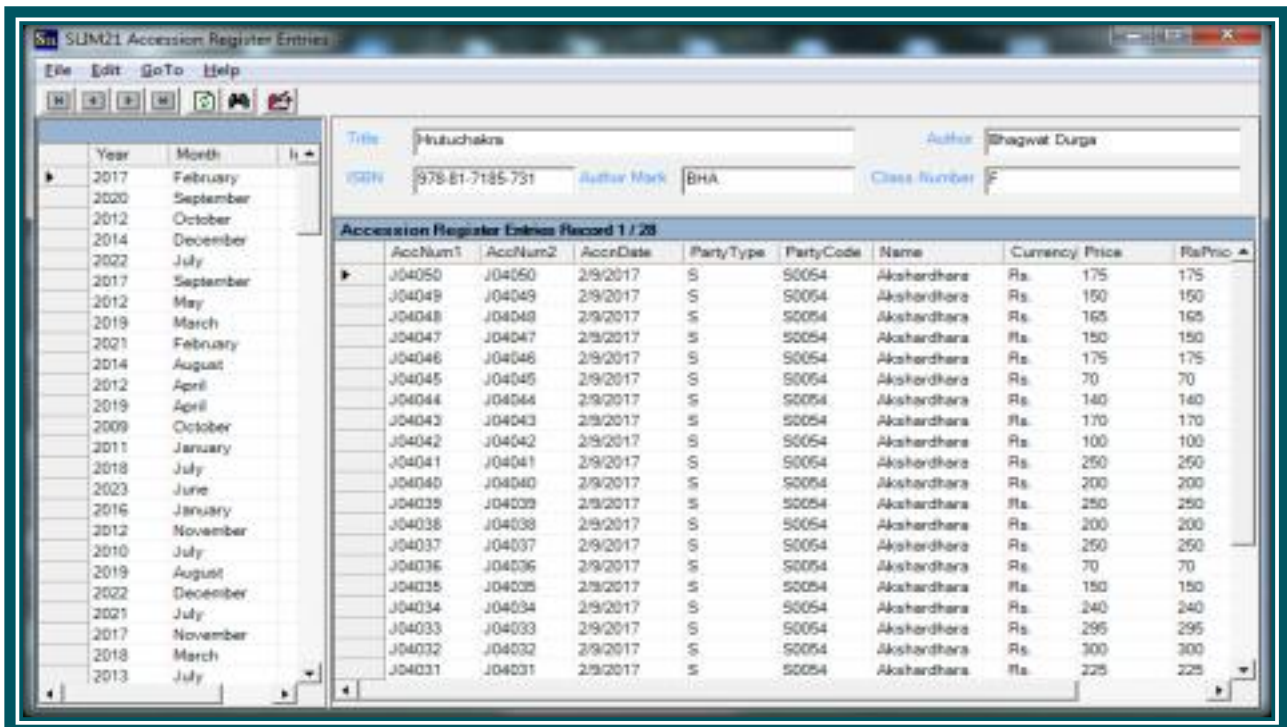 SLIM21 Accession Register Entries
File Edit GoTo Help
Year Month
2017 February
2020 September
2012 October
2014 December
2022 July
2017 September
2012 May
2019 March
2021 February
2014 August
2012 April
2019 April
2009 October
2011 January
2018 July
2023 June
2016 January
2012 November
2010 July
2019 August
2022 December
2021 July
2017 November
2018 March
2013 July
Title Hrutuchakra Author Bhagwat Durga
ISBN 978-81-7185-731 Author Mark BHA Class Number F
Accession Register Entries Record 1 / 28
AccNum1 AccNum2 AccnDate PartyType PartyCode Name Currency Price RsPric
J04050 J04050 2/9/2017 S S0054 Akshardhara Rs. 175 175
J04049 J04049 2/9/2017 S S0054 Akshardhara Rs. 150 150
J04048 J04048 2/9/2017 S S0054 Akshardhara Rs. 165 165
J04047 J04047 2/9/2017 S S0054 Akshardhara Rs. 150 150
J04046 J04046 2/9/2017 S S0054 Akshardhara Rs. 175 175
J04045 J04045 2/9/2017 S S0054 Akshardhara Rs. 70 70
J04044 J04044 2/9/2017 S S0054 Akshardhara Rs. 140 140
J04043 J04043 2/9/2017 S S0054 Akshardhara Rs. 170 170
J04042 J04042 2/9/2017 S S0054 Akshardhara Rs. 100 100
J04041 J04041 2/9/2017 S S0054 Akshardhara Rs. 250 250
J04040 J04040 2/9/2017 S S0054 Akshardhara Rs. 200 200
J04039 J04039 2/9/2017 S S0054 Akshardhara Rs. 250 250
J04038 J04038 2/9/2017 S S0054 Akshardhara Rs. 200 200
J04037 J04037 2/9/2017 S S0054 Akshardhara Rs. 250 250
J04036 J04036 2/9/2017 S S0054 Akshardhara Rs. 70 70
J04035 J04035 2/9/2017 S S0054 Akshardhara Rs. 150 150
J04034 J04034 2/9/2017 S S0054 Akshardhara Rs. 240 240
J04033 J04033 2/9/2017 S S0054 Akshardhara Rs. 295 295
J04032 J04032 2/9/2017 S S0054 Akshardhara Rs. 300 300
J04031 J04031 2/9/2017 S S0054 Akshardhara Rs. 225 225